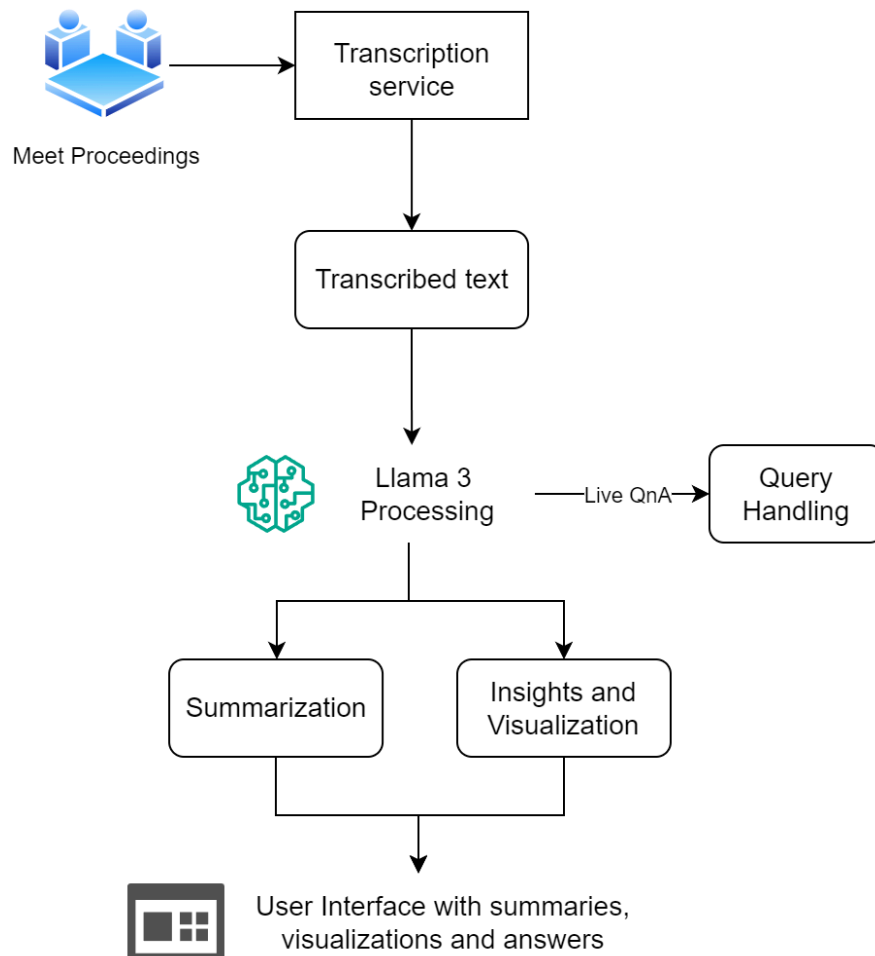 Transcription
service
Meet Proceedings
Transcribed text
Llama 3
Processing
Live QnA
Query
Handling
Summarization
Insights and
Visualization
User Interface with summaries,
visualizations and answers